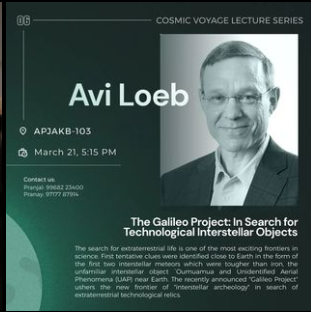 06 COSMIC VOYAGE LECTURE SERIES
Avi Loeb
APJAKB-103
March 21, 5:15 PM
Contact us:
Pranjal: 99682 23400
Pranay: 97177 87914
The Galileo Project: In Search for
Technological Interstellar Objects
The search for extraterrestrial life is one of the most exciting frontiers in
science. First tentative clues were identified close to Earth in the form of
the first two interstellar meteors which were tougher than iron, the
unfamiliar interstellar object `Oumuamua and Unidentified Aerial
Phenomena (UAP) near Earth. The recently announced "Galileo Project"
ushers the new frontier of "interstellar archeology" in search of
extraterrestrial technological relics.